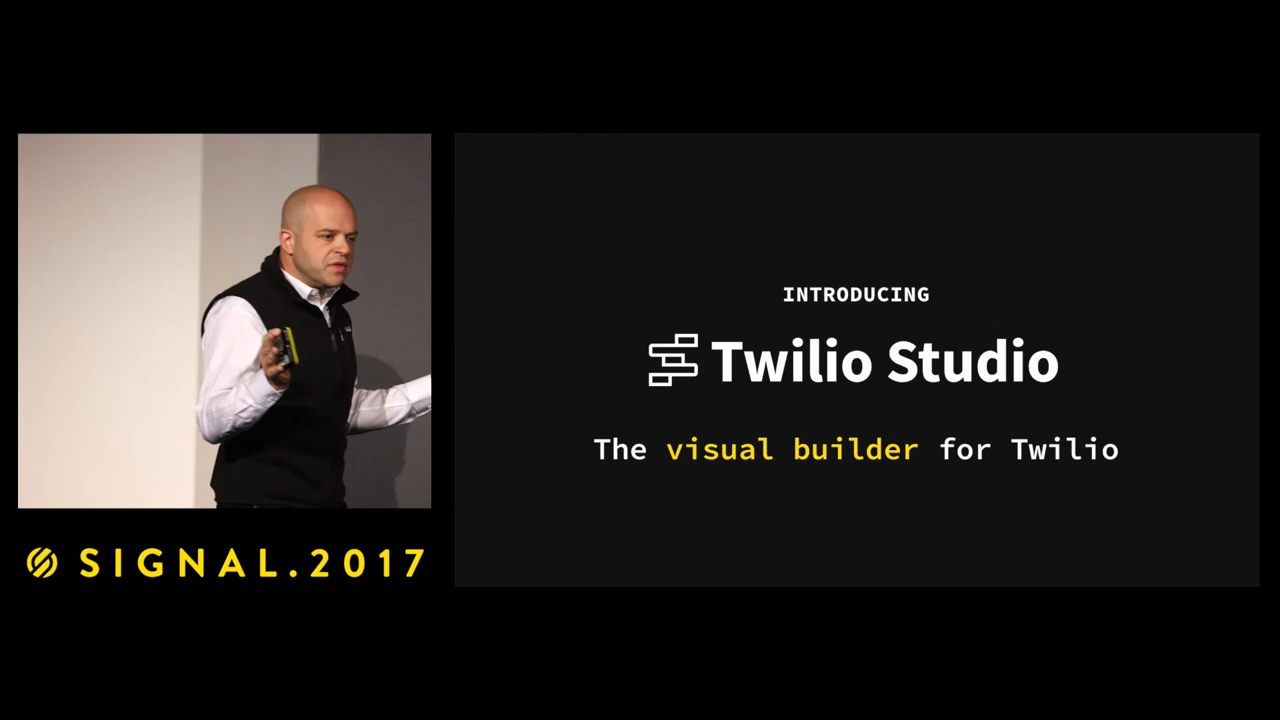 INTRODUCING
Twilio Studio
The visual builder for Twilio
SIGNAL.2017